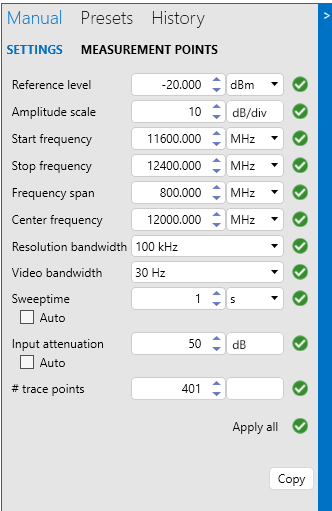 Manual Presets History >
SETTINGS MEASUREMENT POINTS
Reference level -20.000 dBm
Amplitude scale 10 dB/div
Start frequency 11600.000 MHz
Stop frequency 12400.000 MHz
Frequency span 800.000 MHz
Center frequency 12000.000 MHz
Resolution bandwidth 100 kHz
Video bandwidth 30 Hz
Sweeptime 1 s
Auto
Input attenuation 50 dB
Auto
# trace points 401
Apply all
Copy